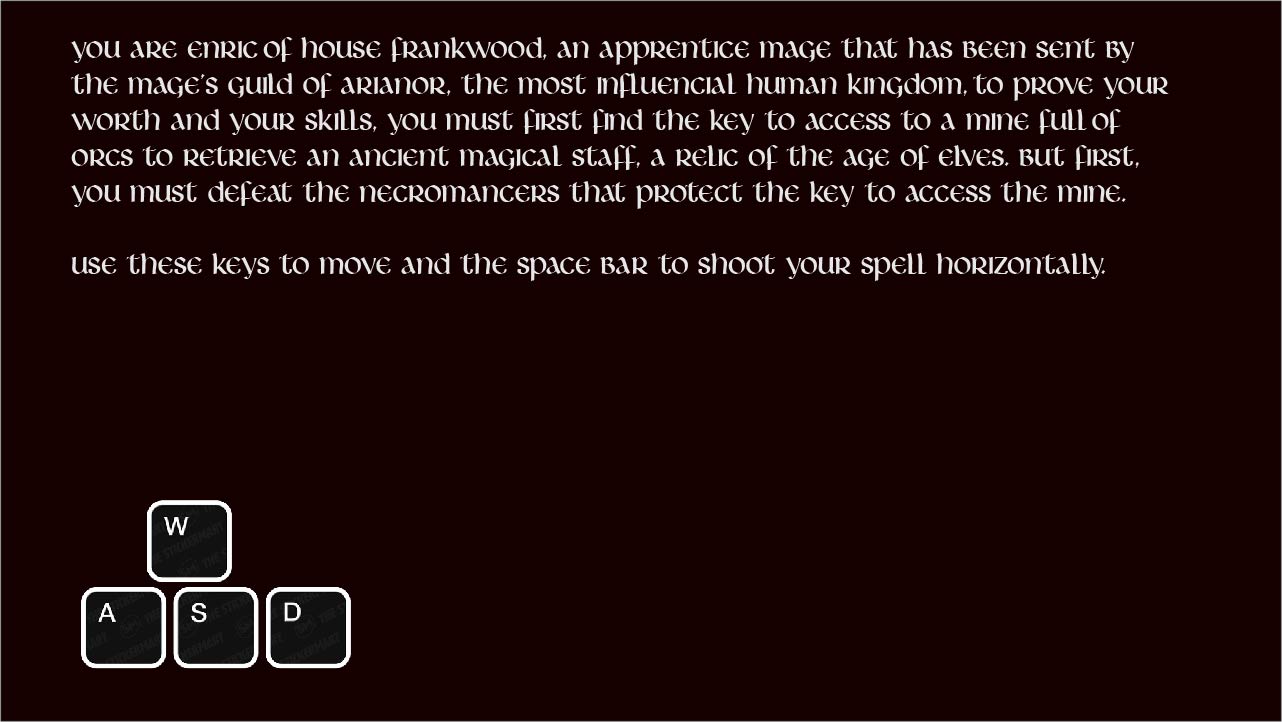 you are enric of house frankwood, an apprentice mage that has been sent by
the mage's guild of arianor, the most influencial human kingdom, to prove your
worth and your skills, you must first find the key to access to a mine full of
orcs to retrieve an ancient magical staff, a relic of the age of elves. but first,
you must defeat the necromancers that protect the key to access the mine.
use these keys to move and the space bar to shoot your spell horizontally.
W
A S D